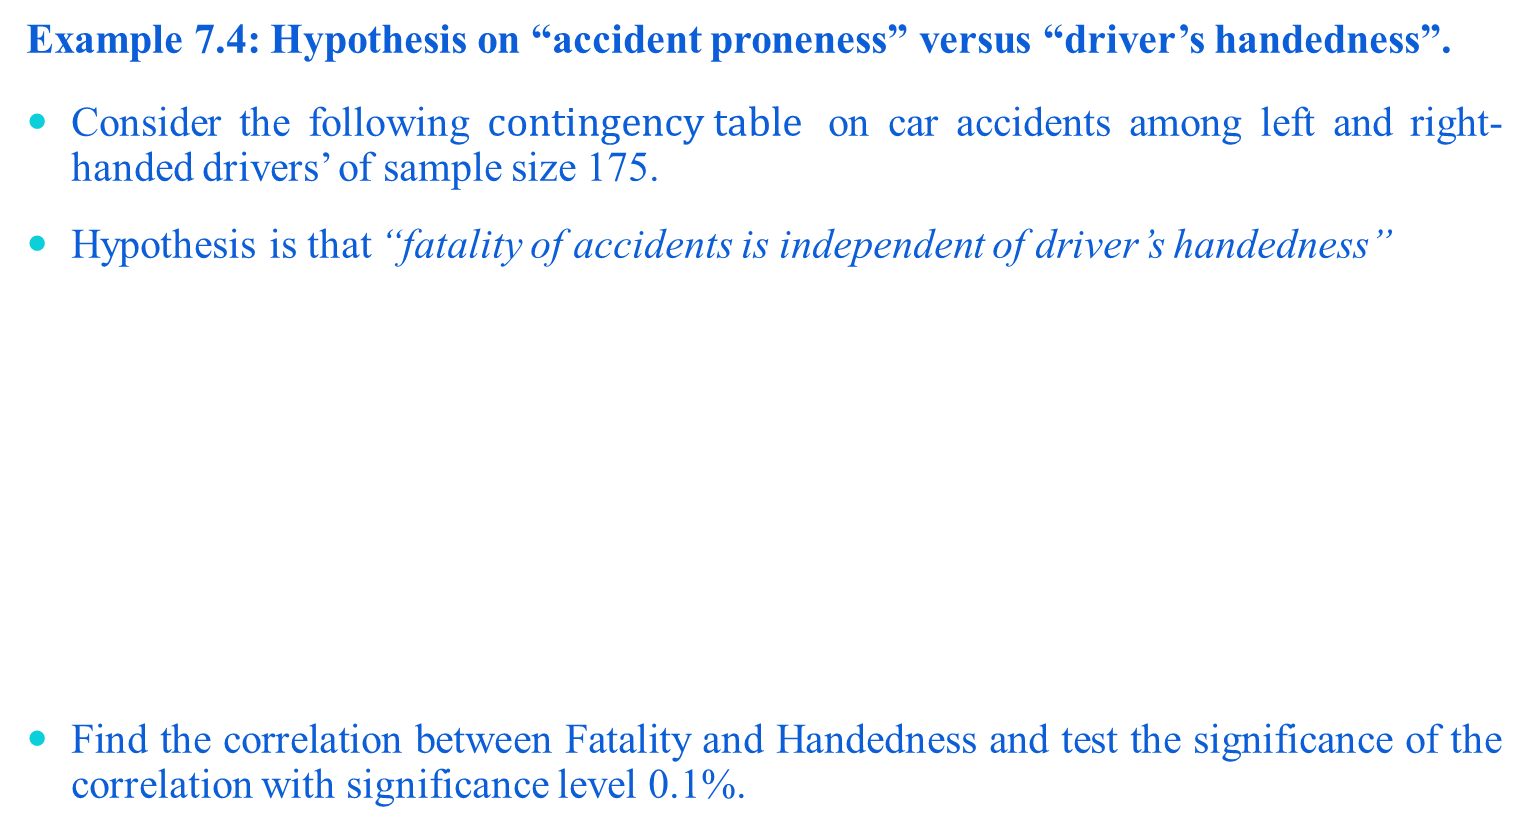 Example 7.4: Hypothesis on “accident proneness” versus “driver’s handedness”.
• Consider the following contingency table on car accidents among left and right-
handed drivers’ of sample size 175.
• Hypothesis is that “fatality of accidents is independent of driver’s handedness”
• Find the correlation between Fatality and Handedness and test the significance of the
correlation with significance level 0.1%.